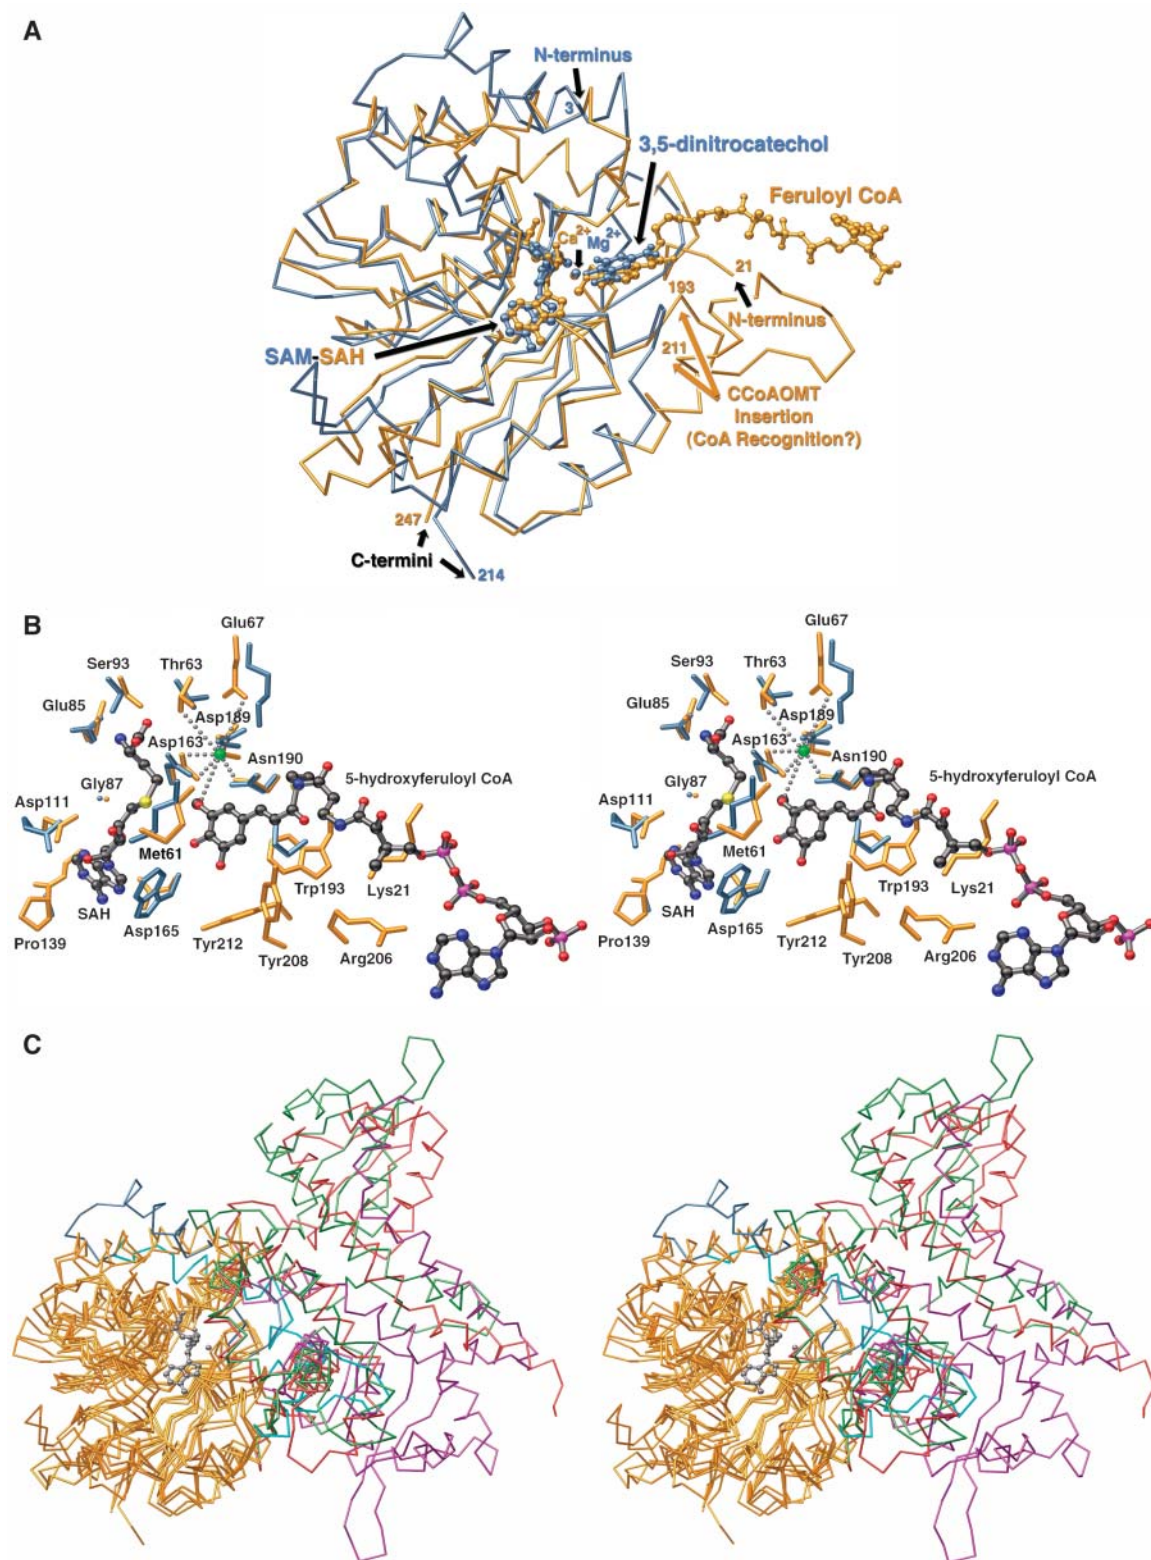 A
N-terminus
3
3,5-dinitrocatechol
Feruloyl CoA
Ca2+
Mg2+
21
193
N-terminus
SAM-SAH
211
CCoAOMT
Insertion
(CoA Recognition?)
247
C-termini
214
B
Glu67
Ser93
Thr63
Glu85
Asp189
Asp163
Asn190
Gly87
5-hydroxyferuloyl CoA
Asp111
Met61
Trp193
Lys21
SAH
Asp165
Pro139
Tyr212
Tyr208
Arg206
Glu67
Ser93
Thr63
Glu85
Asp189
Asp163
Asn190
Gly87
5-hydroxyferuloyl CoA
Asp111
Met61
Trp193
Lys21
SAH
Asp165
Pro139
Tyr212
Tyr208
Arg206
C